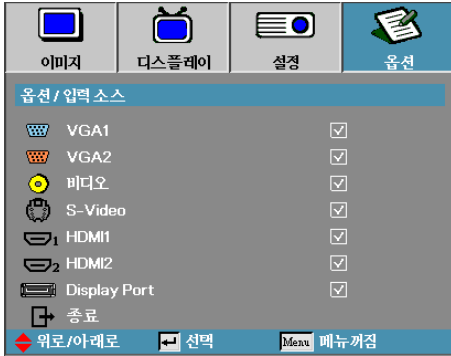 이미지 디스플레이 설정 옵션
옵션 / 입력 소스
VGA1
VGA2
비디오
S-Video
1 HDMI1
2 HDMI2
Display Port
종료
위로/아래로 선택 Menu 메뉴꺼짐